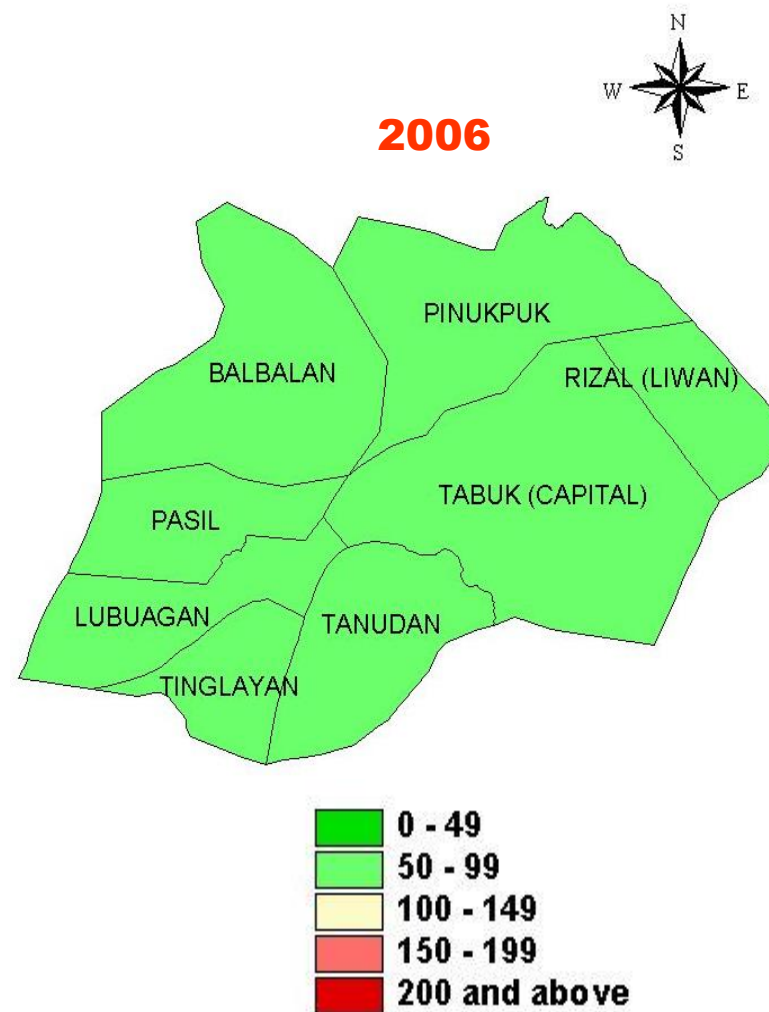 N
W E
S
2006
PINUKPUK
BALBALAN
RIZAL (LIWAN)
TABUK (CAPITAL)
PASIL
LUBUAGAN
TANUDAN
TINGLAYAN
0 - 49
50 - 99
100 - 149
150 - 199
200 and above